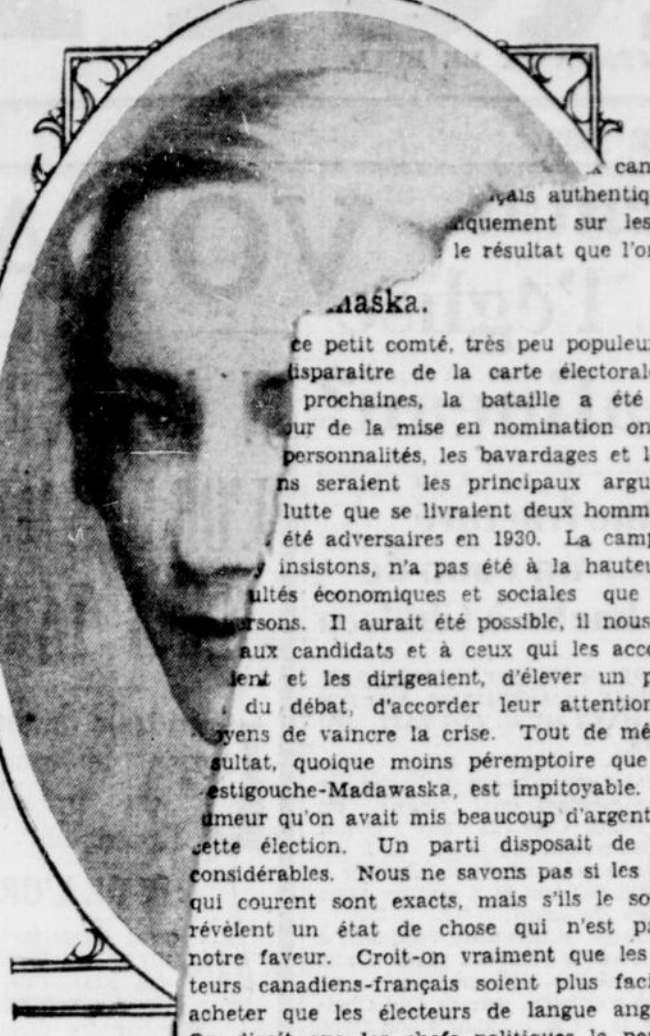 can
çais authentiq
quement sur les
le résultat que l'o
maska.
ce petit comté, très peu populeu
disparaitre de la carte électorale
prochaines, la bataille a été
ur de la mise en nomination on
personnalités, les bavardages et l
ns seraient les principaux argu
lutte que se livraient deux homm
été adversaires en 1930. La camp
y insistons, n'a pas été à la hauteu
ultés économiques et sociales que
rsons. Il aurait été possible, il nous
aux candidats et à ceux qui les acco
ient et les dirigeaient, d'élever un p
du débat, d'accorder leur attention
yens de vaincre la crise. Tout de mê
sultat, quoique moins péremptoire que
estigouche-Madawaska, est impitoyable.
umeur qu'on avait mis beaucoup d'argent
cette élection. Un parti disposait de
considérables. Nous ne savons pas si les
qui courent sont exacts, mais s'ils le so
révèlent un état de chose qui n'est pa
notre faveur. Croit-on vraiment que les
teurs canadiens-français soient plus faci
acheter que les électeurs de langue ang